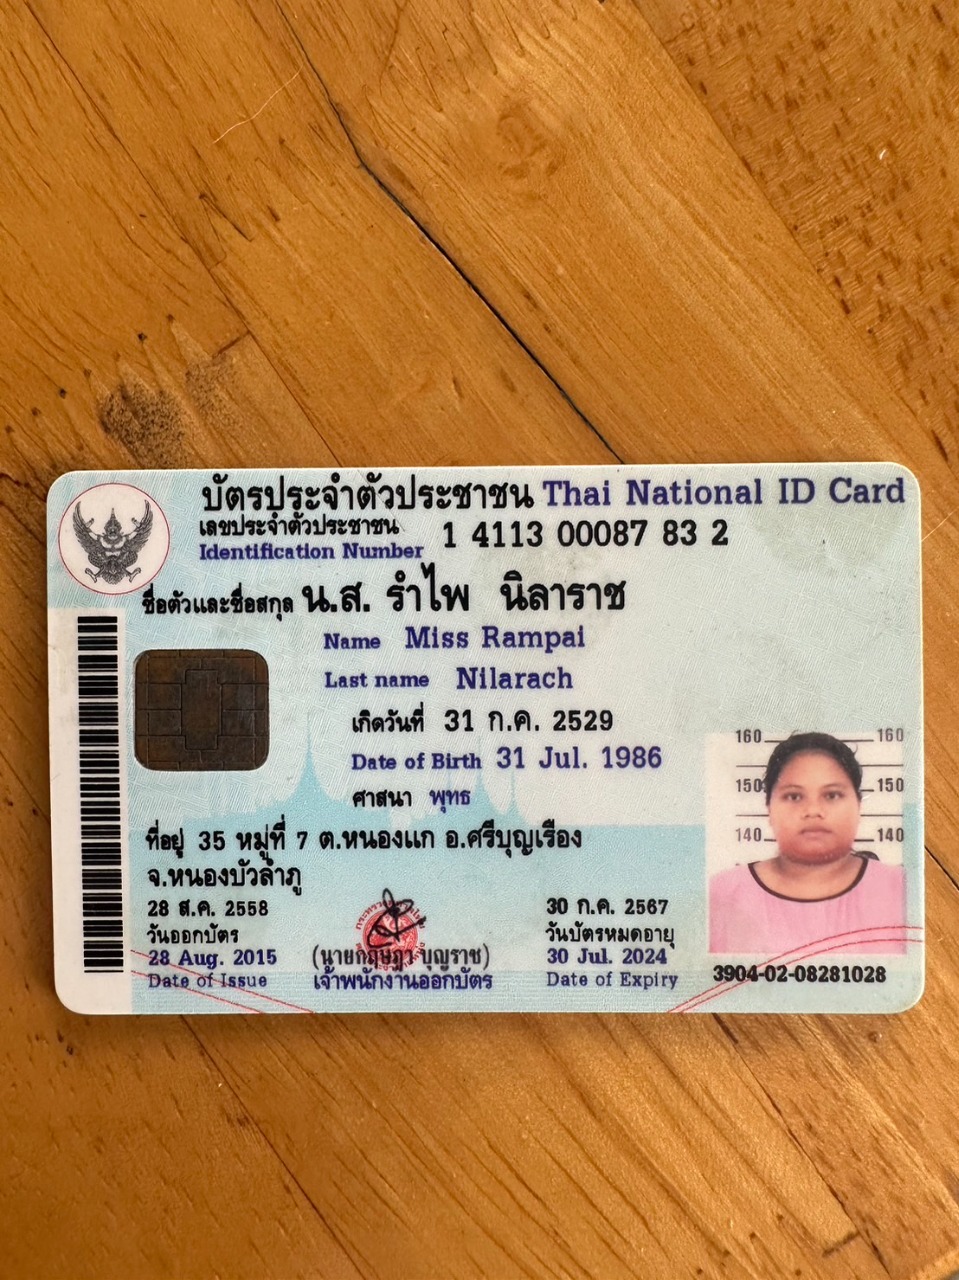 บัตรประจำตัวประชาชน Thai National ID Card
เลขประจำตัวประชาชน
Identification Number 1 4113 00087 83 2
ชื่อตัวและชื่อสกุล น.ส. รำไพ นิลาราช
Name Miss Rampai
Last name Nilarach
เกิดวันที่ 31 ก.ค. 2529
Date of Birth 31 Jul. 1986
ศาสนา พุทธ
ที่อยู่ 35 หมู่ที่ 7 ต.หนองแก อ.ศรีบุญเรือง
จ.หนองบัวลำภู
28 ส.ค. 2558
วันออกบัตร
28 Aug. 2015
Date of Issue
(นายกฤษฎา บุญราช)
เจ้าพนักงานออกบัตร
30 ก.ค. 2567
วันบัตรหมดอายุ
30 Jul. 2024
Date of Expiry
160 160
150 150
140 140
3904-02-08281028